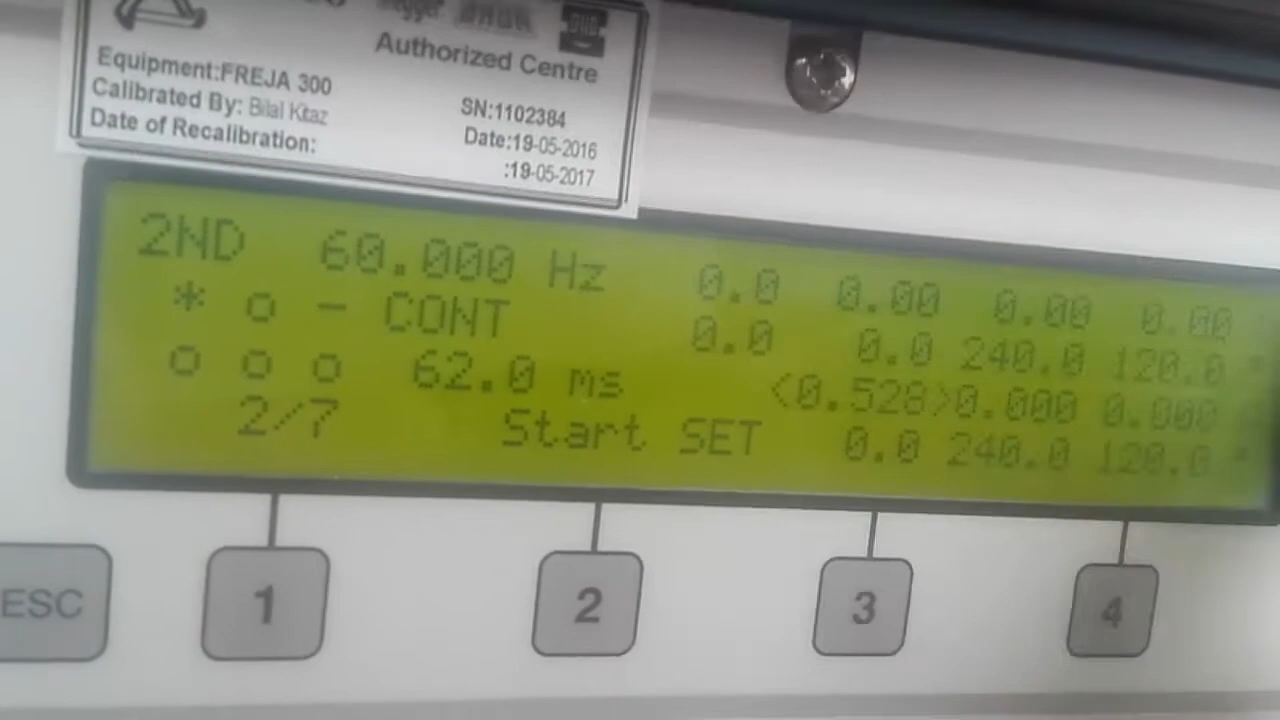 Megger
Authorized Centre
Equipment:FREJA 300
Calibrated By: Bilal Kitaz SN:1102384
Date of Recalibration: Date:19-05-2016
:19-05-2017
2ND 60.000 Hz 0.0 0.00 0.00 0.00
* o - CONT 0.0 0.0 240.0 120.0 °
o o o 62.0 ms <0.528>0.000 0.000
2/7 Start SET 0.0 240.0 120.0 °
ESC 1 2 3 4